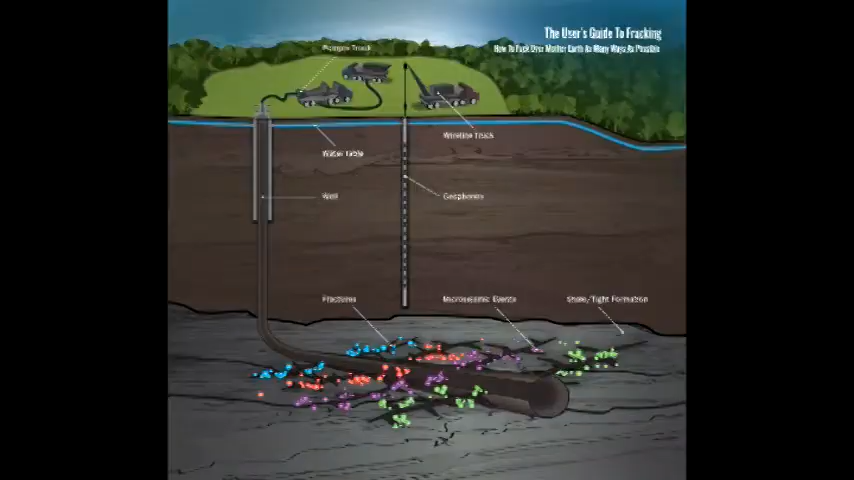 The User's Guide To Fracking
How To Fuck Over Mother Earth As Many Ways As Possible
Pumper Truck
Wireline Truck
Water Table
Well
Geophones
Fractures
Microseismic Events
Shale/Tight Formation